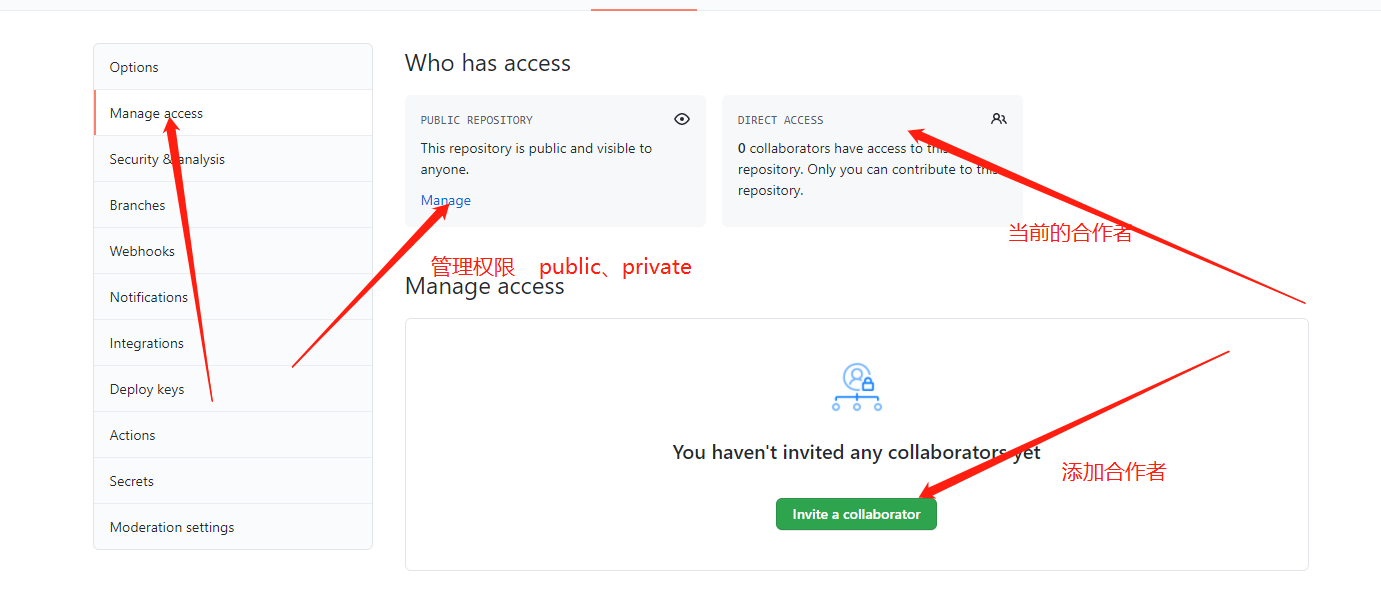 Options
Manage access
Security & analysis
Branches
Webhooks
Notifications
Integrations
Deploy keys
Actions
Secrets
Moderation settings
Who has access
PUBLIC REPOSITORY
This repository is public and visible to
anyone.
Manage
DIRECT ACCESS
0 collaborators have access to this
repository. Only you can contribute to this
repository.
当前的合作者
管理权限 public、private
Manage access
You haven't invited any collaborators yet
添加合作者
Invite a collaborator